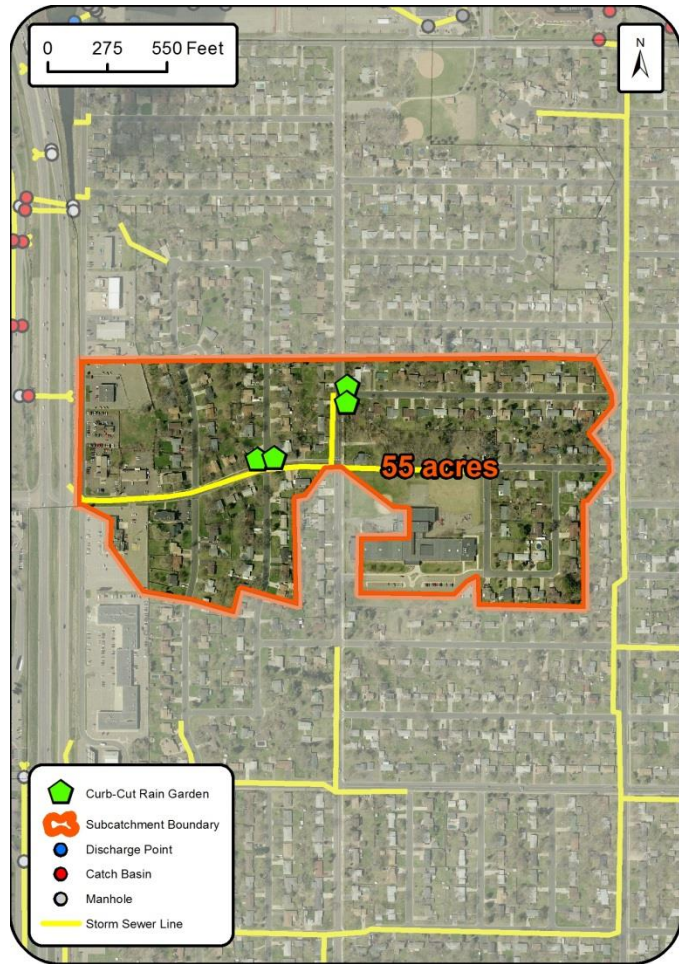 0 275 550 Feet
N
55 acres
Curb-Cut Rain Garden
Subcatchment Boundary
Discharge Point
Catch Basin
Manhole
Storm Sewer Line